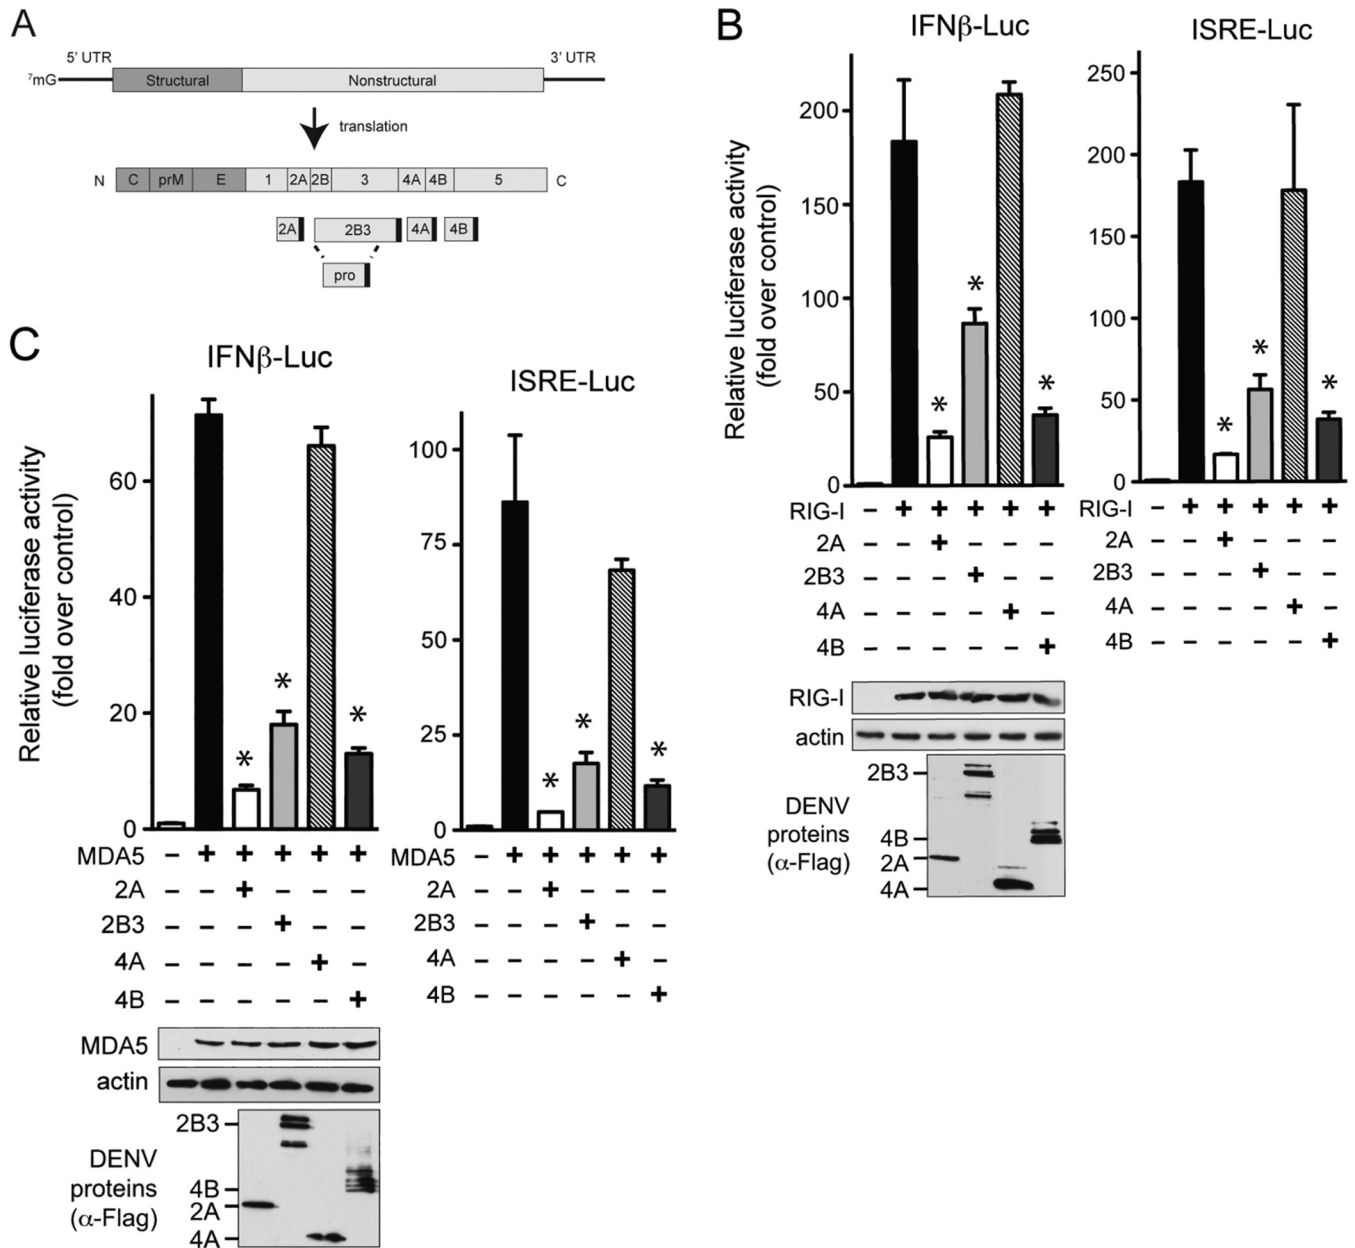 A
5' UTR
3' UTR
⁷mG
Structural
Nonstructural
translation
N C prM E 1 2A 2B 3 4A 4B 5 C
2A 2B3 4A 4B
pro
B
IFNβ-Luc
Relative luciferase activity
(fold over control)
200
150
100
50
0
* * *
RIG-I – + + + + +
2A – – + – – –
2B3 – – – + – –
4A – – – – + –
4B – – – – – +
ISRE-Luc
250
200
150
100
50
0
* * *
RIG-I – + + + + +
2A – – + – – –
2B3 – – – + – –
4A – – – – + –
4B – – – – – +
RIG-I
actin
DENV
proteins
(α-Flag)
2B3
4B
2A
4A
C
IFNβ-Luc
Relative luciferase activity
(fold over control)
60
40
20
0
* * *
MDA5 – + + + + +
2A – – + – – –
2B3 – – – + – –
4A – – – – + –
4B – – – – – +
ISRE-Luc
100
75
50
25
0
* * *
MDA5 – + + + + +
2A – – + – – –
2B3 – – – + – –
4A – – – – + –
4B – – – – – +
MDA5
actin
DENV
proteins
(α-Flag)
2B3
4B
2A
4A